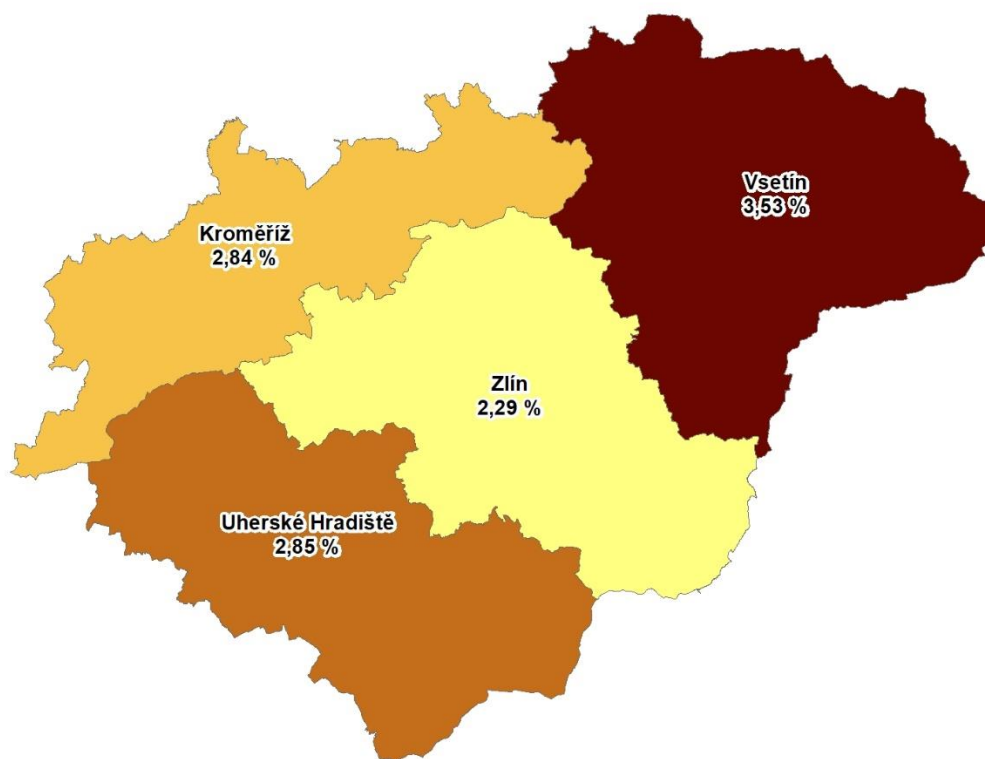 Vsetín
3,53 %
Kroměříž
2,84 %
Zlín
2,29 %
Uherské Hradiště
2,85 %